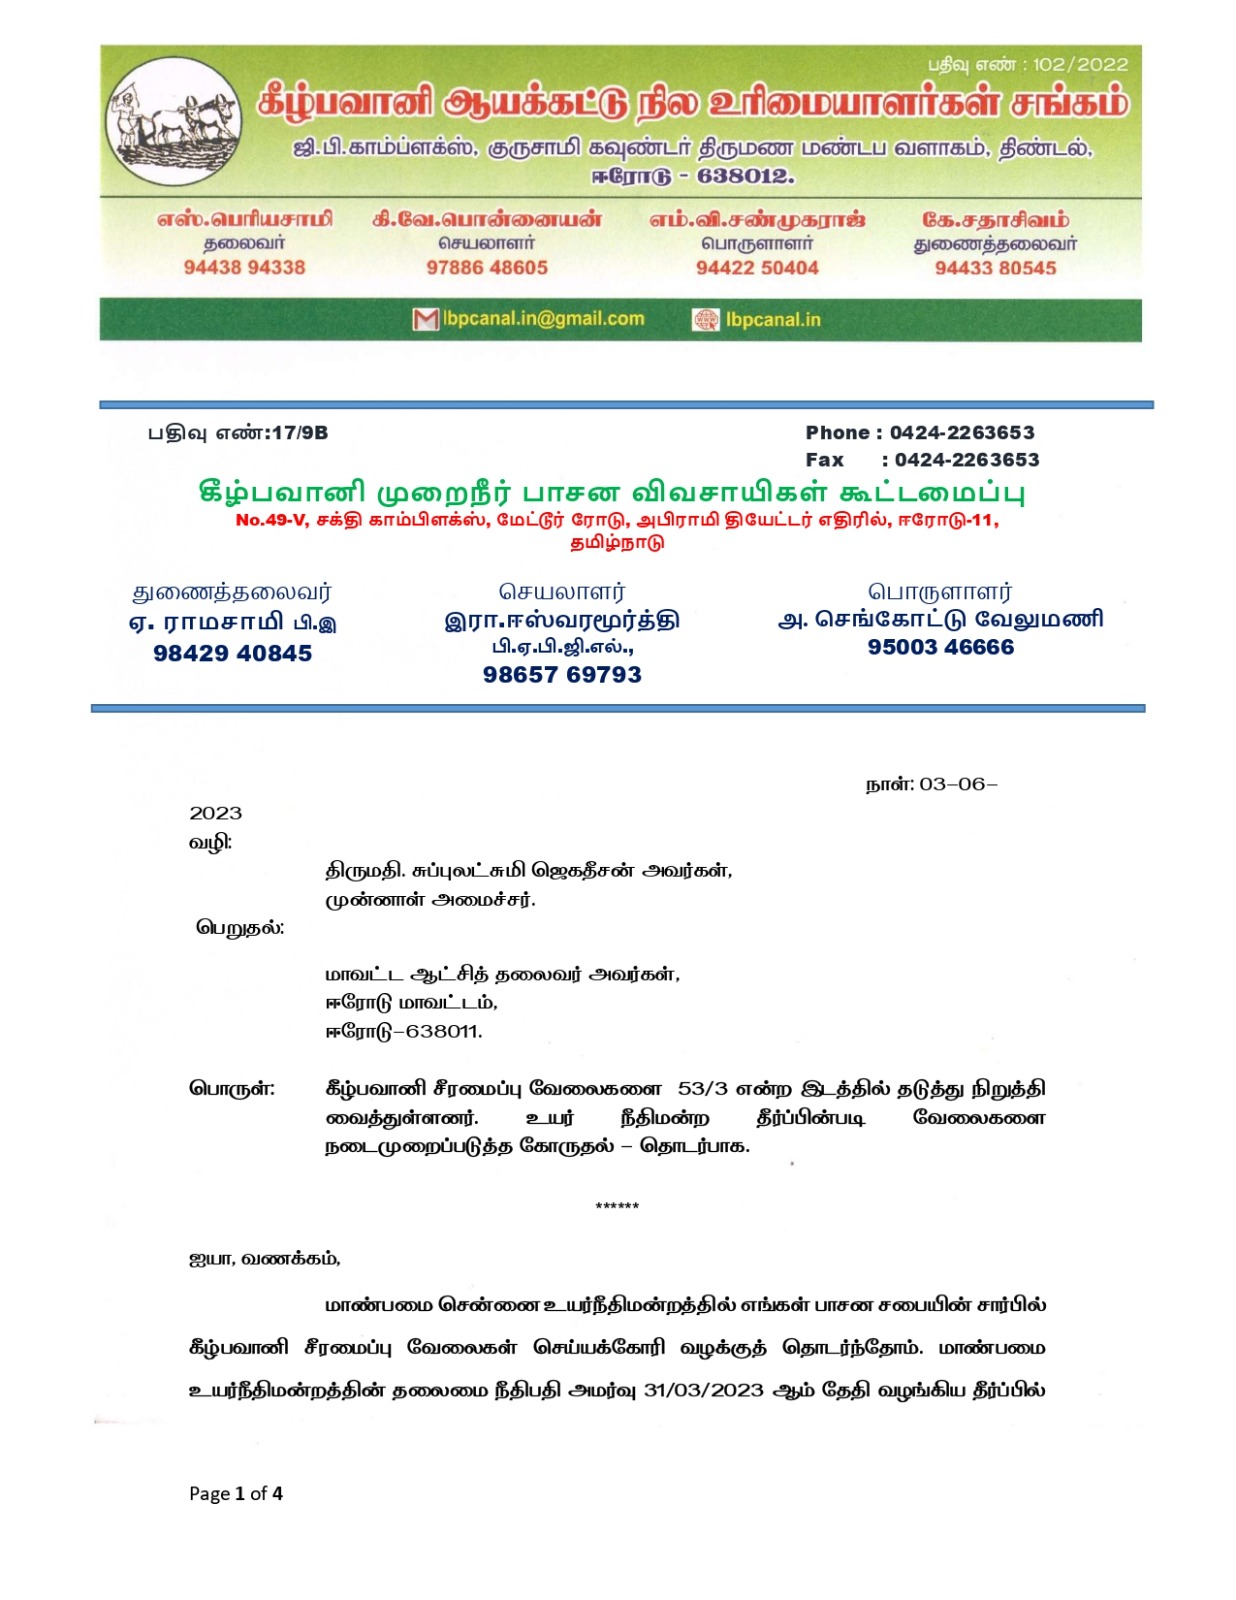 பதிவு எண் : 102/2022
கீழ்பவானி ஆயக்கட்டு நில உரிமையாளர்கள் சங்கம்
ஜி.பி.காம்ப்ளக்ஸ், குருசாமி கவுண்டர் திருமண மண்டப வளாகம், திண்டல்,
ஈரோடு - 638012.
எஸ்.பெரியசாமி கி.வே.பொன்னையன் எம்.வி.சண்முகராஜ் கே.சதாசிவம்
தலைவர் செயலாளர் பொருளாளர் துணைத்தலைவர்
94438 94338 97886 48605 94422 50404 94433 80545
lbpcanal.in@gmail.com lbpcanal.in
பதிவு எண்:17/9B Phone : 0424-2263653
Fax : 0424-2263653
கீழ்பவானி முறைநீர் பாசன விவசாயிகள் கூட்டமைப்பு
No.49-V, சக்தி காம்பிளக்ஸ், மேட்டூர் ரோடு, அபிராமி தியேட்டர் எதிரில், ஈரோடு-11,
தமிழ்நாடு
துணைத்தலைவர் செயலாளர் பொருளாளர்
ஏ. ராமசாமி பி.இ இரா.ஈஸ்வரமூர்த்தி அ. செங்கோட்டு வேலுமணி
98429 40845 பி.ஏ.பி.ஜி.எல்., 95003 46666
98657 69793
நாள்: 03-06-
2023
வழி:
திருமதி. சுப்புலட்சுமி ஜெகதீசன் அவர்கள்,
முன்னாள் அமைச்சர்.
பெறுதல்:
மாவட்ட ஆட்சித் தலைவர் அவர்கள்,
ஈரோடு மாவட்டம்,
ஈரோடு-638011.
பொருள்: கீழ்பவானி சீரமைப்பு வேலைகளை 53/3 என்ற இடத்தில் தடுத்து நிறுத்தி
வைத்துள்ளனர். உயர் நீதிமன்ற தீர்ப்பின்படி வேலைகளை
நடைமுறைப்படுத்த கோருதல் – தொடர்பாக.
******
ஐயா, வணக்கம்,
மாண்பமை சென்னை உயர்நீதிமன்றத்தில் எங்கள் பாசன சபையின் சார்பில்
கீழ்பவானி சீரமைப்பு வேலைகள் செய்யக்கோரி வழக்குத் தொடர்ந்தோம். மாண்பமை
உயர்நீதிமன்றத்தின் தலைமை நீதிபதி அமர்வு 31/03/2023 ஆம் தேதி வழங்கிய தீர்ப்பில்
Page 1 of 4